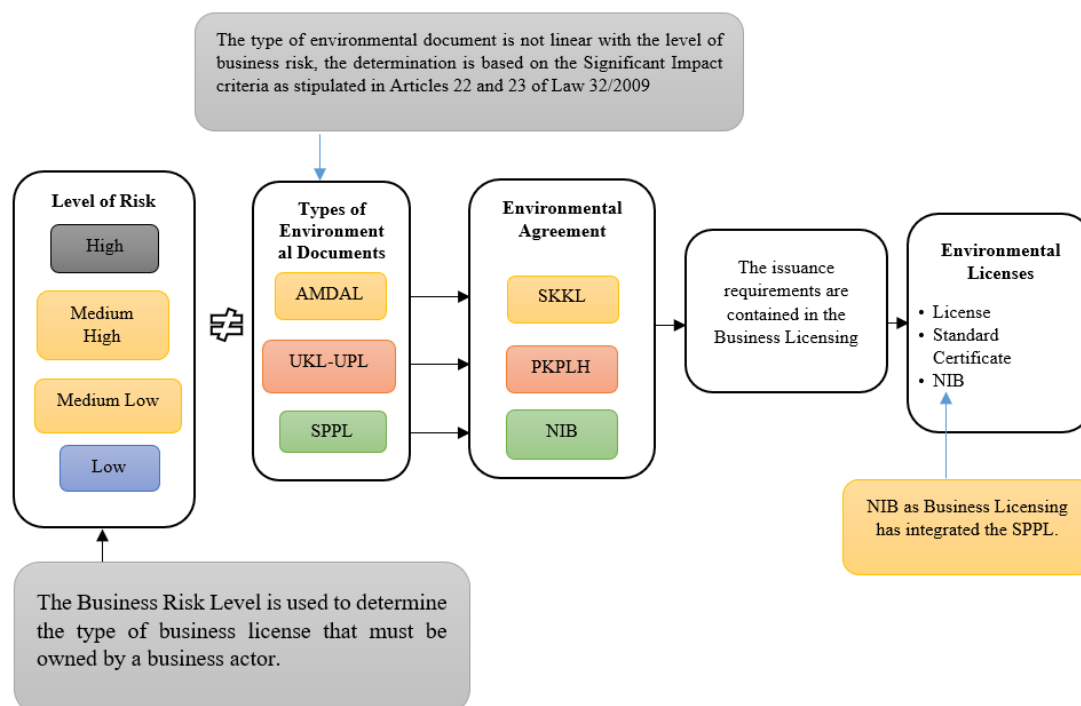 The type of environmental document is not linear with the level of
business risk, the determination is based on the Significant Impact
criteria as stipulated in Articles 22 and 23 of Law 32/2009
Level of Risk
High
Medium
High
Medium Low
Low
≠
Types of
Environment
al Documents
AMDAL
UKL-UPL
SPPL
Environmental
Agreement
SKKL
PKPLH
NIB
The issuance
requirements are
contained in the
Business Licensing
Environmental
Licenses
• License
• Standard
Certificate
• NIB
NIB as Business Licensing
has integrated the SPPL.
The Business Risk Level is used to determine
the type of business license that must be
owned by a business actor.